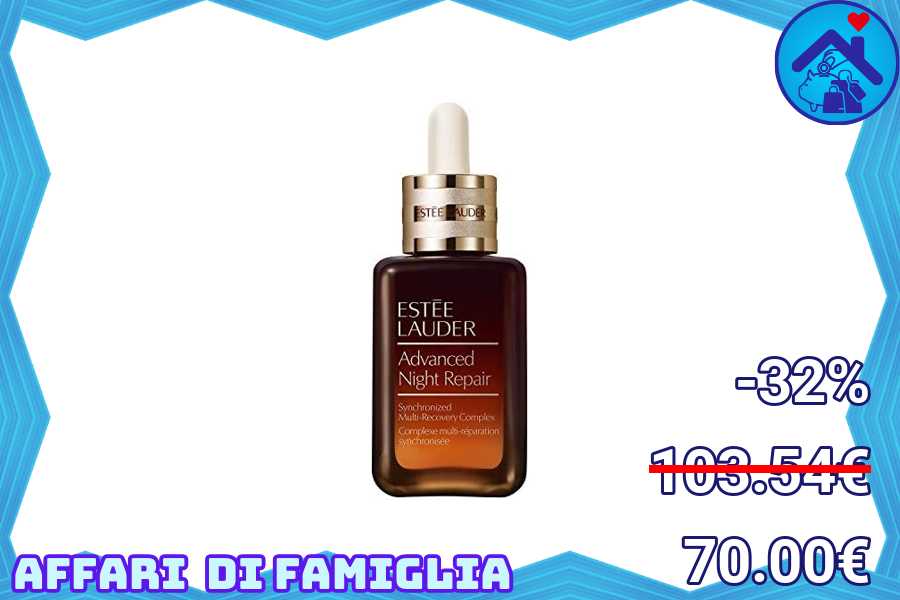 ESTĒE LAUDER
ESTĒE
LAUDER
Advanced
Night Repair
Synchronized
Multi-Recovery Complex
Complexe multi-réparation
synchronisée
-32%
103.54€
70.00€
AFFARI DI FAMIGLIA